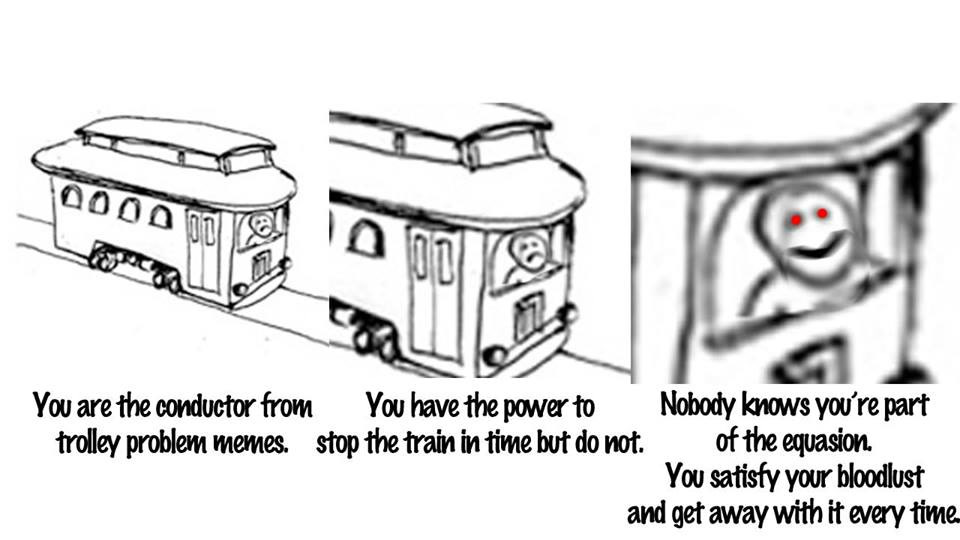 You are the conductor from
trolley problem memes.
You have the power to
stop the train in time but do not.
Nobody knows you're part
of the equasion.
You satisfy your bloodlust
and get away with it every time.